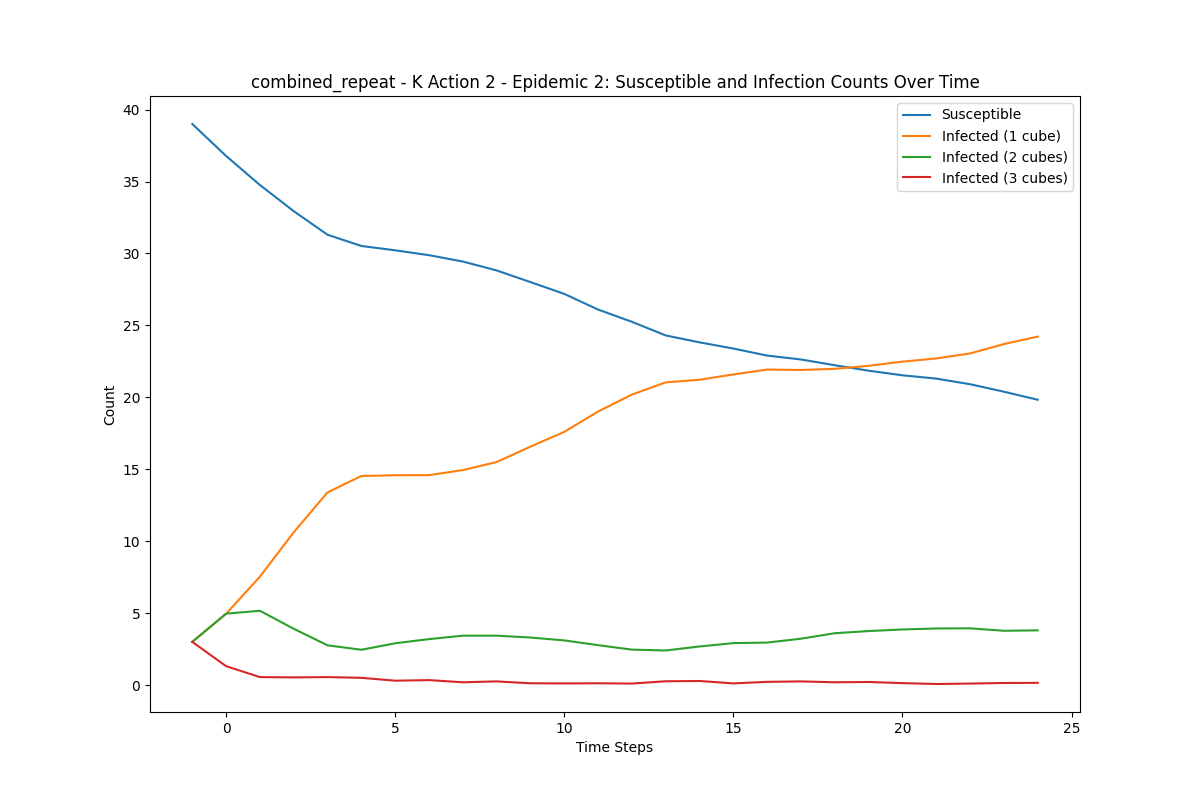 combined_repeat - K Action 2 - Epidemic 2: Susceptible and Infection Counts Over Time
40
35
30
25
20
15
10
5
0
Count
Susceptible
Infected (1 cube)
Infected (2 cubes)
Infected (3 cubes)
0 5 10 15 20 25
Time Steps